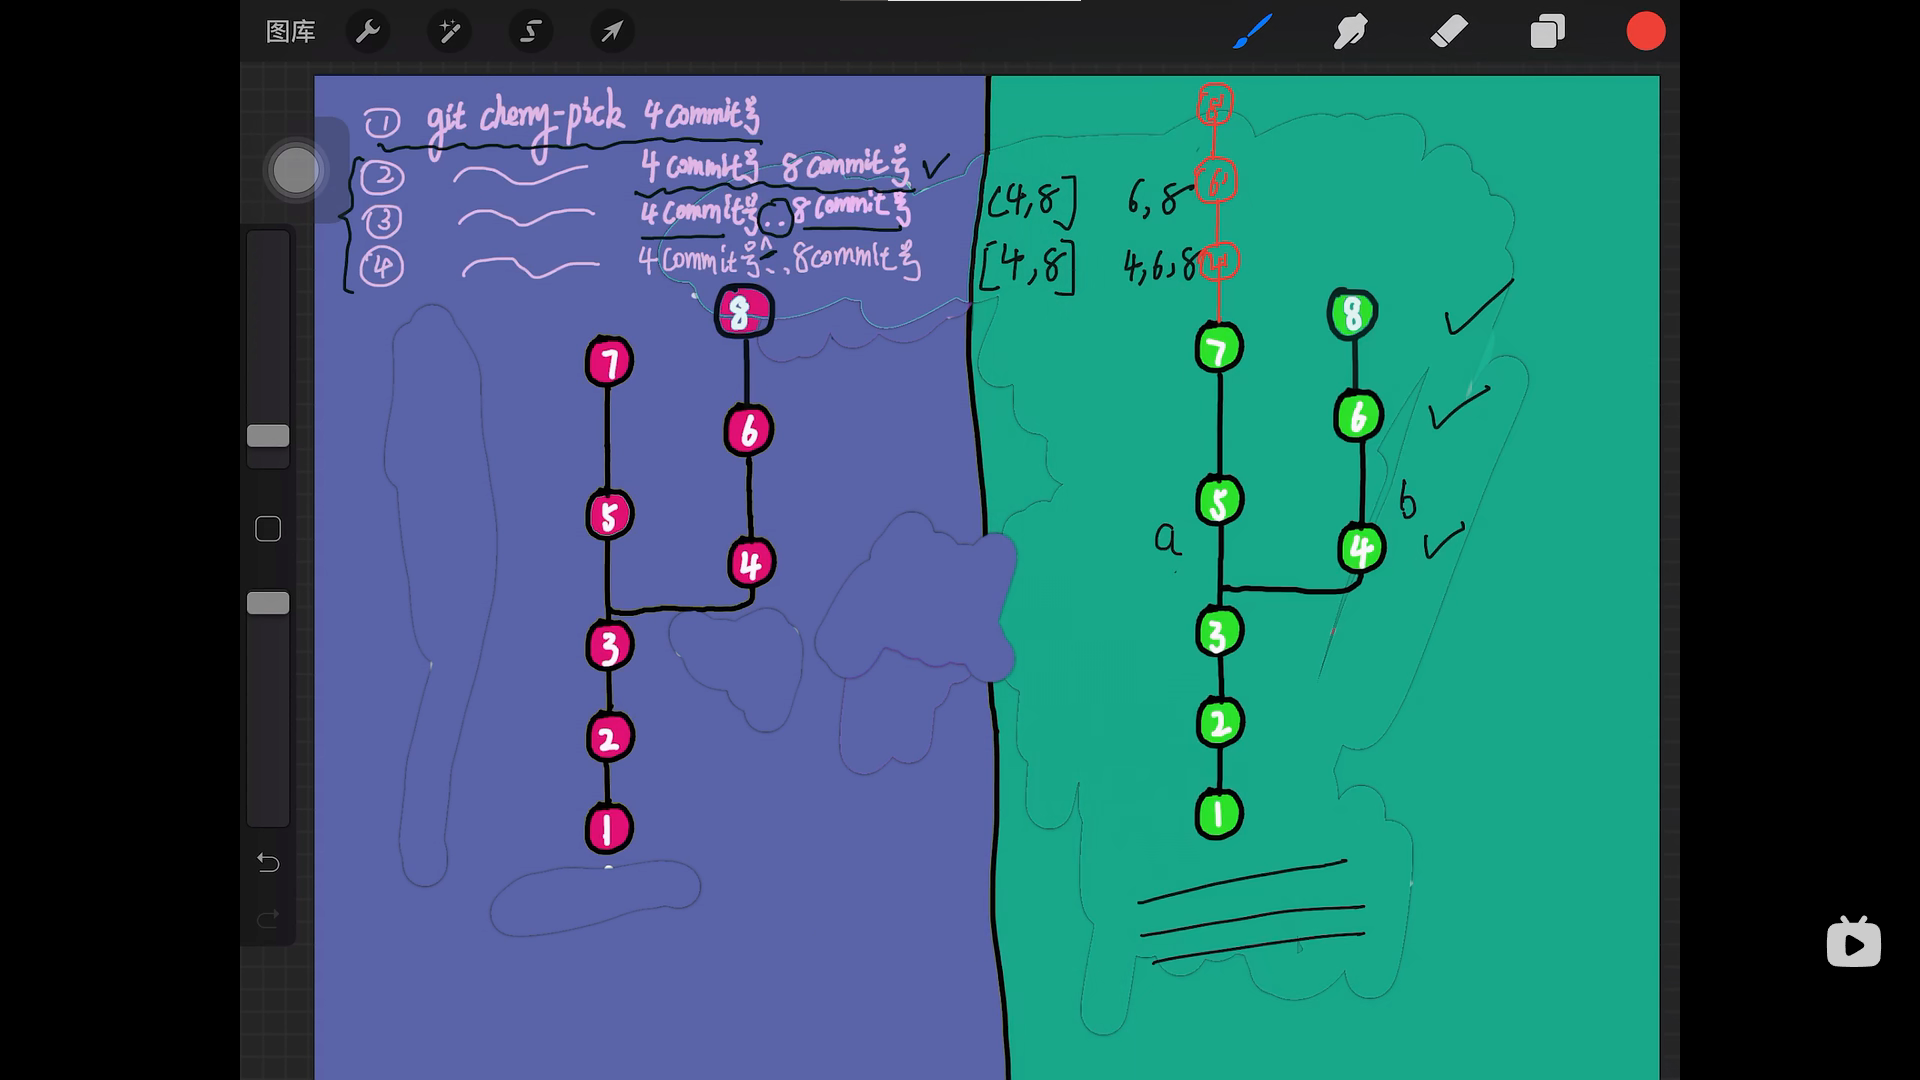 图库
① git cherry-pick 4 commit号
② 4 commit号 8 commit号
③ 4 commit号..8 commit号 (4,8] 6,8
④ 4 commit号^..8commit号 [4,8] 4,6,8
8
7
6
5
4
3
2
1
8'
6'
4'
7
8
6
5
4
a
b
3
2
1